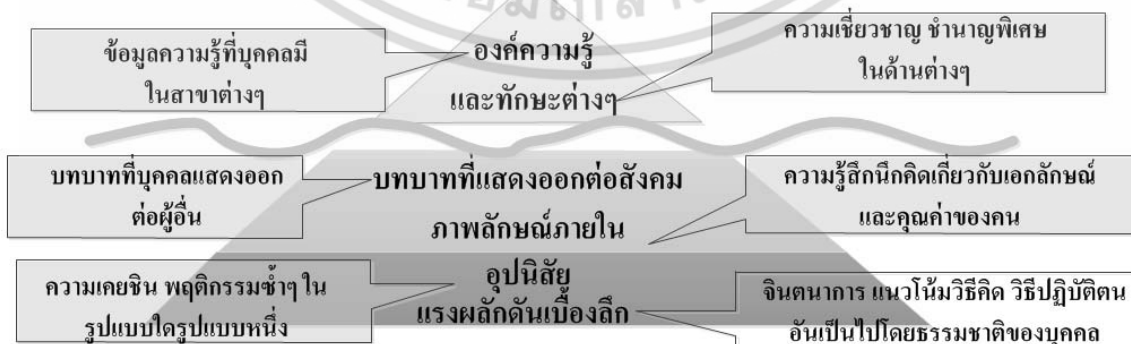 ข้อมูลความรู้ที่บุคคลมี
ในสาขาต่างๆ
องค์ความรู้
และทักษะต่างๆ
ความเชี่ยวชาญ ชำนาญพิเศษ
ในด้านต่างๆ
บทบาทที่บุคคลแสดงออก
ต่อผู้อื่น
บทบาทที่แสดงออกต่อสังคม
ภาพลักษณ์ภายใน
ความรู้สึกนึกคิดเกี่ยวกับเอกลักษณ์
และคุณค่าของคน
ความเคยชิน พฤติกรรมซ้ำๆ ใน
รูปแบบใดรูปแบบหนึ่ง
อุปนิสัย
แรงผลักดันเบื้องลึก
จินตนาการ แนวโน้มวิธีคิด วิธีปฏิบัติตน
อันเป็นไปโดยธรรมชาติของบุคคล